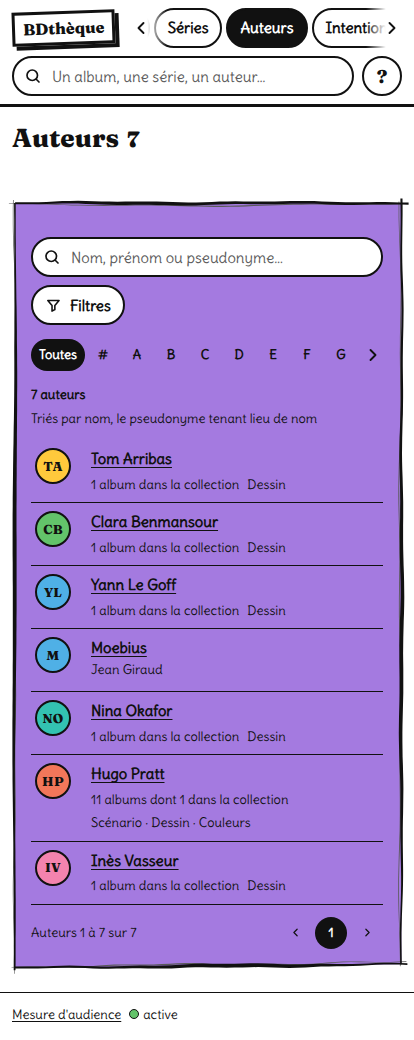 BDthèque
Séries
Auteurs
Intention
Un album, une série, un auteur...
?
Auteurs 7
Nom, prénom ou pseudonyme...
Filtres
Toutes # A B C D E F G
7 auteurs
Triés par nom, le pseudonyme tenant lieu de nom
TA
Tom Arribas
1 album dans la collection Dessin
CB
Clara Benmansour
1 album dans la collection Dessin
YL
Yann Le Goff
1 album dans la collection Dessin
M
Moebius
Jean Giraud
NO
Nina Okafor
1 album dans la collection Dessin
HP
Hugo Pratt
11 albums dont 1 dans la collection
Scénario · Dessin · Couleurs
IV
Inès Vasseur
1 album dans la collection Dessin
Auteurs 1 à 7 sur 7
1
Mesure d'audience active